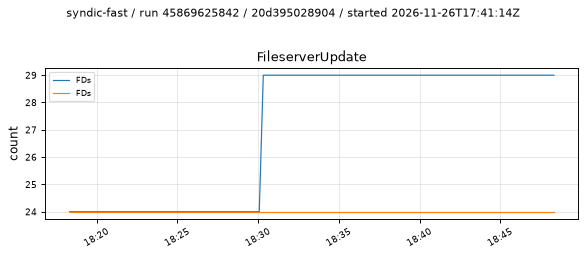 syndic-fast / run 45869625842 / 20d395028904 / started 2026-11-26T17:41:14Z
FileserverUpdate
FDs
FDs
count
29
28
27
26
25
24
18:20
18:25
18:30
18:35
18:40
18:45